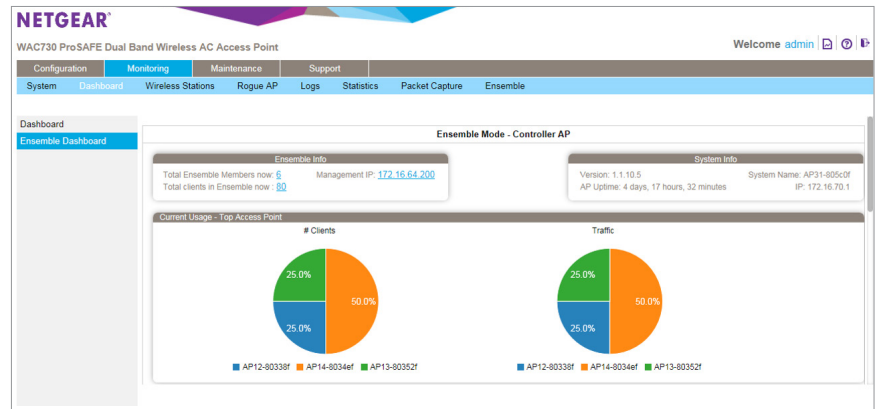 NETGEAR®
WAC730 ProSAFE Dual Band Wireless AC Access Point
Welcome admin
Configuration Monitoring Maintenance Support
System Dashboard Wireless Stations Rogue AP Logs Statistics Packet Capture Ensemble
Dashboard
Ensemble Dashboard
Ensemble Mode - Controller AP
Ensemble Info
Total Ensemble Members now: 6 Management IP: 172.16.64.200
Total clients in Ensemble now : 80
System Info
Version: 1.1.10.5 System Name: AP31-805c0f
AP Uptime: 4 days, 17 hours, 32 minutes IP: 172.16.70.1
Current Usage - Top Access Point
# Clients
25.0%
50.0%
25.0%
AP12-80338f AP14-8034ef AP13-80352f
Traffic
25.0%
50.0%
25.0%
AP12-80338f AP14-8034ef AP13-80352f